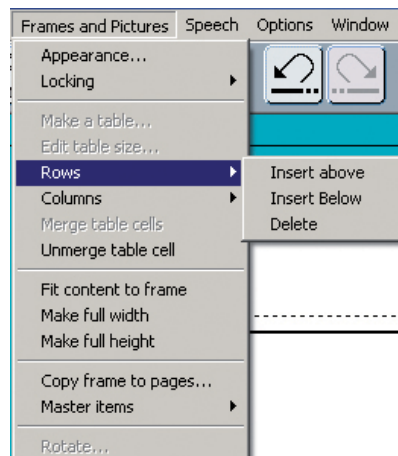 Frames and Pictures Speech Options Window
Appearance...
Locking
Make a table...
Edit table size...
Rows
Columns
Merge table cells
Unmerge table cell
Insert above
Insert Below
Delete
Fit content to frame
Make full width
Make full height
Copy frame to pages...
Master items
Rotate...